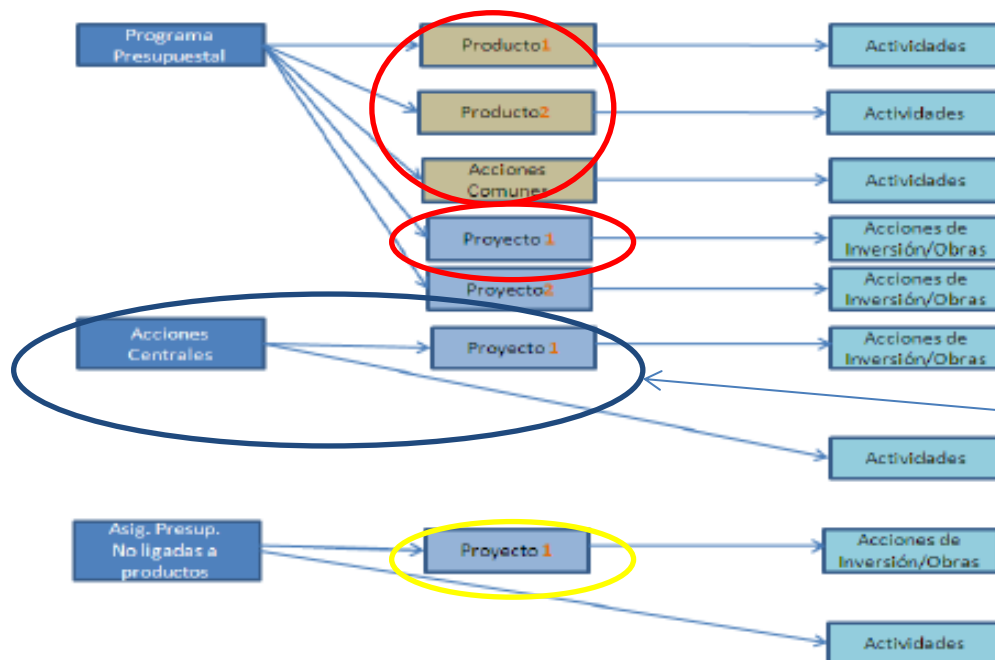 Programa
Presupuestal
Producto1
Actividades
Producto2
Actividades
Acciones
Comunes
Actividades
Proyecto 1
Acciones de
Inversión/Obras
Proyecto2
Acciones de
Inversión/Obras
Acciones
Centrales
Proyecto 1
Acciones de
Inversión/Obras
Actividades
Asig. Presup.
No ligadas a
productos
Proyecto 1
Acciones de
Inversión/Obras
Actividades